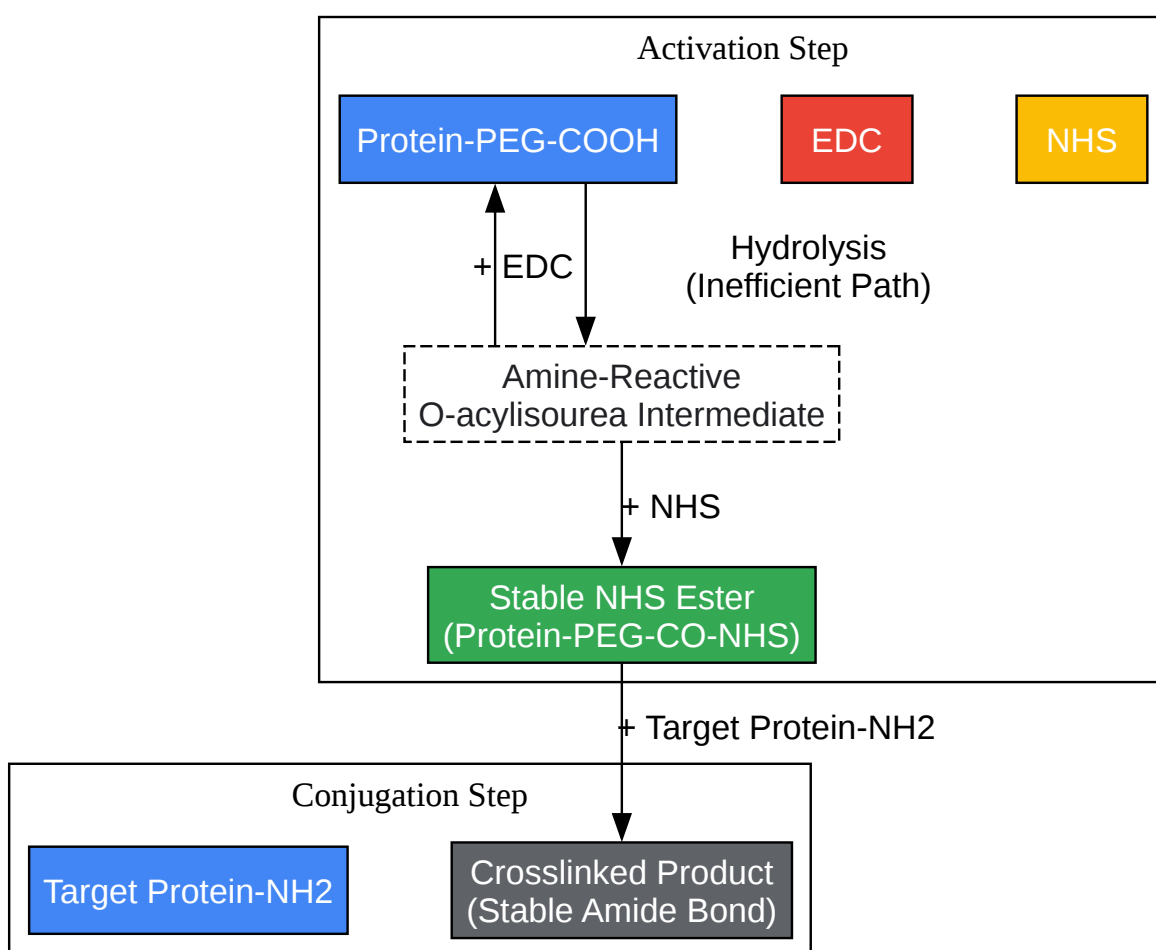 Activation Step
Protein-PEG-COOH
EDC
NHS
Hydrolysis
(Inefficient Path)
+ EDC
Amine-Reactive
O-acylisourea Intermediate
+ NHS
Stable NHS Ester
(Protein-PEG-CO-NHS)
+ Target Protein-NH2
Conjugation Step
Target Protein-NH2
Crosslinked Product
(Stable Amide Bond)